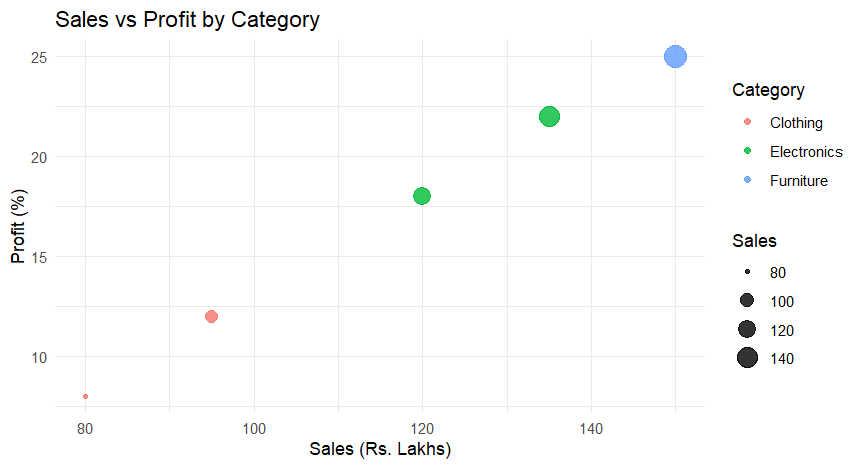 Sales vs Profit by Category
Profit (%)
25
20
15
10
80
100
120
140
Sales (Rs. Lakhs)
Category
Clothing
Electronics
Furniture
Sales
80
100
120
140